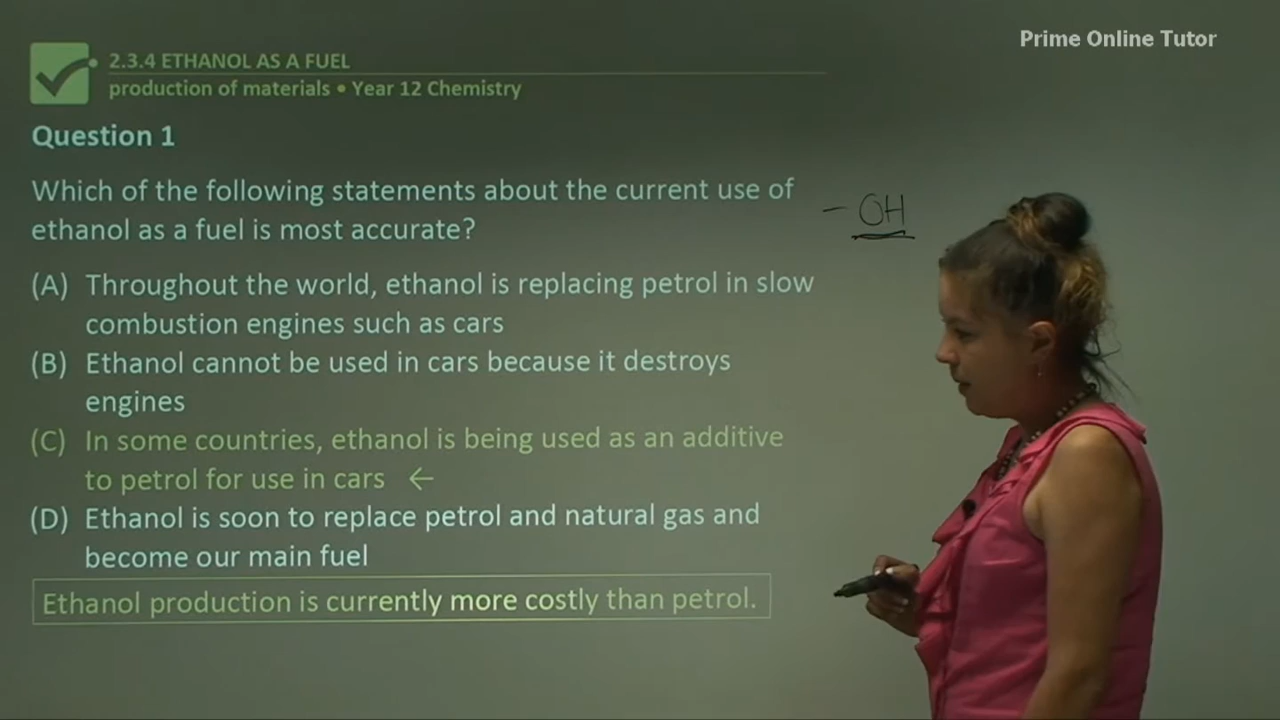 Prime Online Tutor
2.3.4 ETHANOL AS A FUEL
production of materials • Year 12 Chemistry
Question 1
Which of the following statements about the current use of
ethanol as a fuel is most accurate?
- OH
(A) Throughout the world, ethanol is replacing petrol in slow
combustion engines such as cars
(B) Ethanol cannot be used in cars because it destroys
engines
(C) In some countries, ethanol is being used as an additive
to petrol for use in cars ←
(D) Ethanol is soon to replace petrol and natural gas and
become our main fuel
Ethanol production is currently more costly than petrol.